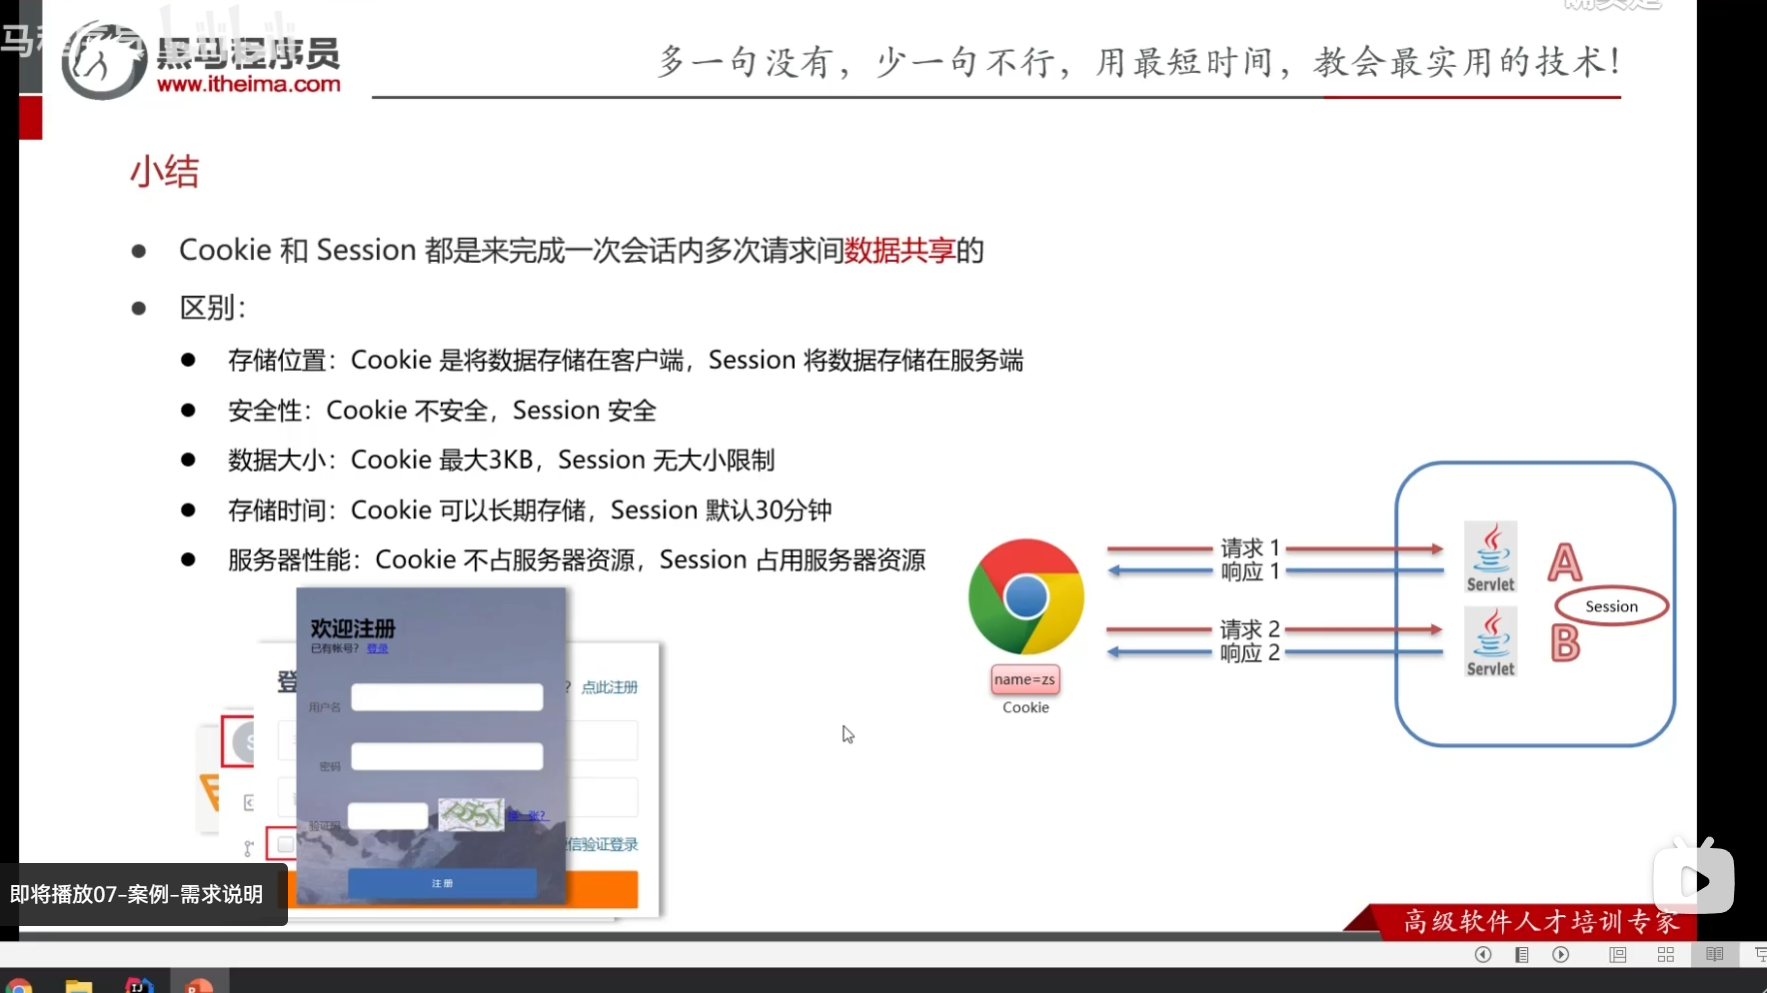 黑马程序员
www.itheima.com
多一句没有，少一句不行，用最短时间，教会最实用的技术！
小结
Cookie 和 Session 都是来完成一次会话内多次请求间数据共享的
区别：
存储位置：Cookie 是将数据存储在客户端，Session 将数据存储在服务端
安全性：Cookie 不安全，Session 安全
数据大小：Cookie 最大3KB，Session 无大小限制
存储时间：Cookie 可以长期存储，Session 默认30分钟
服务器性能：Cookie 不占服务器资源，Session 占用服务器资源
请求 1
响应 1
请求 2
响应 2
Servlet
A
Session
Servlet
B
name=zs
Cookie
欢迎注册
已有帐号？ 登录
登
？ 点此注册
用户名
密码
验证码
信验证登录
注册
即将播放07-案例-需求说明
高级软件人才培训专家